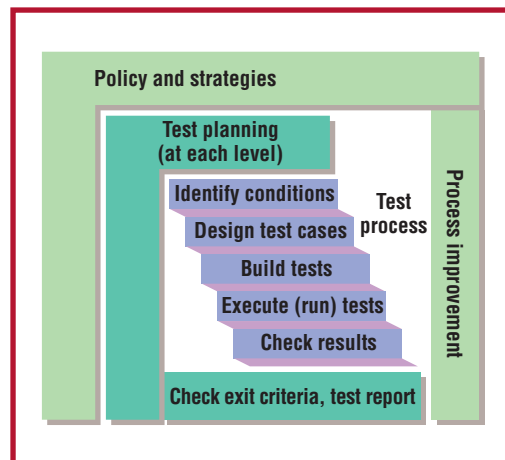 Policy and strategies
Test planning
(at each level)
Identify conditions
Test
process
Design test cases
Build tests
Execute (run) tests
Check results
Process improvement
Check exit criteria, test report